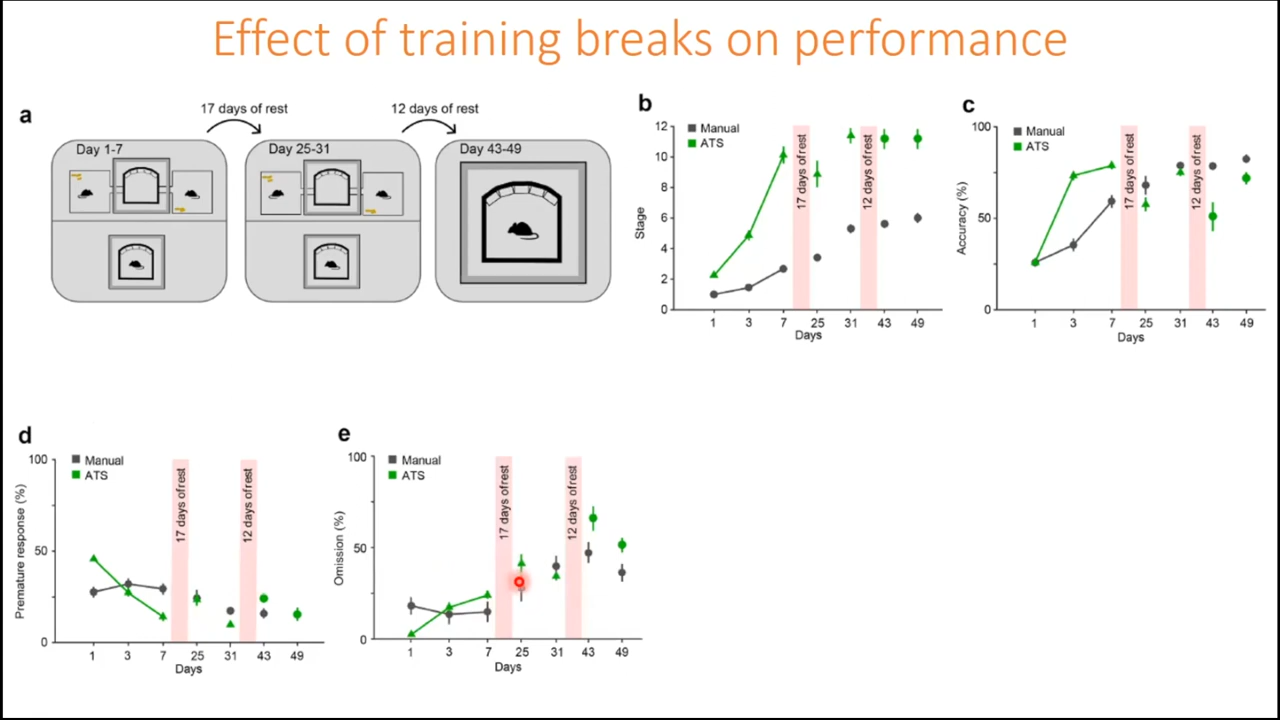 Effect of training breaks on performance
a
17 days of rest
12 days of rest
Day 1-7
Day 25-31
Day 43-49
b
Manual
ATS
17 days of rest
12 days of rest
Stage
12
10
8
6
4
2
0
1 3 7 25 31 43 49
Days
c
Manual
ATS
17 days of rest
12 days of rest
Accuracy (%)
100
50
0
1 3 7 25 31 43 49
Days
d
Manual
ATS
17 days of rest
12 days of rest
Premature response (%)
100
50
0
1 3 7 25 31 43 49
Days
e
Manual
ATS
17 days of rest
12 days of rest
Omission (%)
100
50
0
1 3 7 25 31 43 49
Days